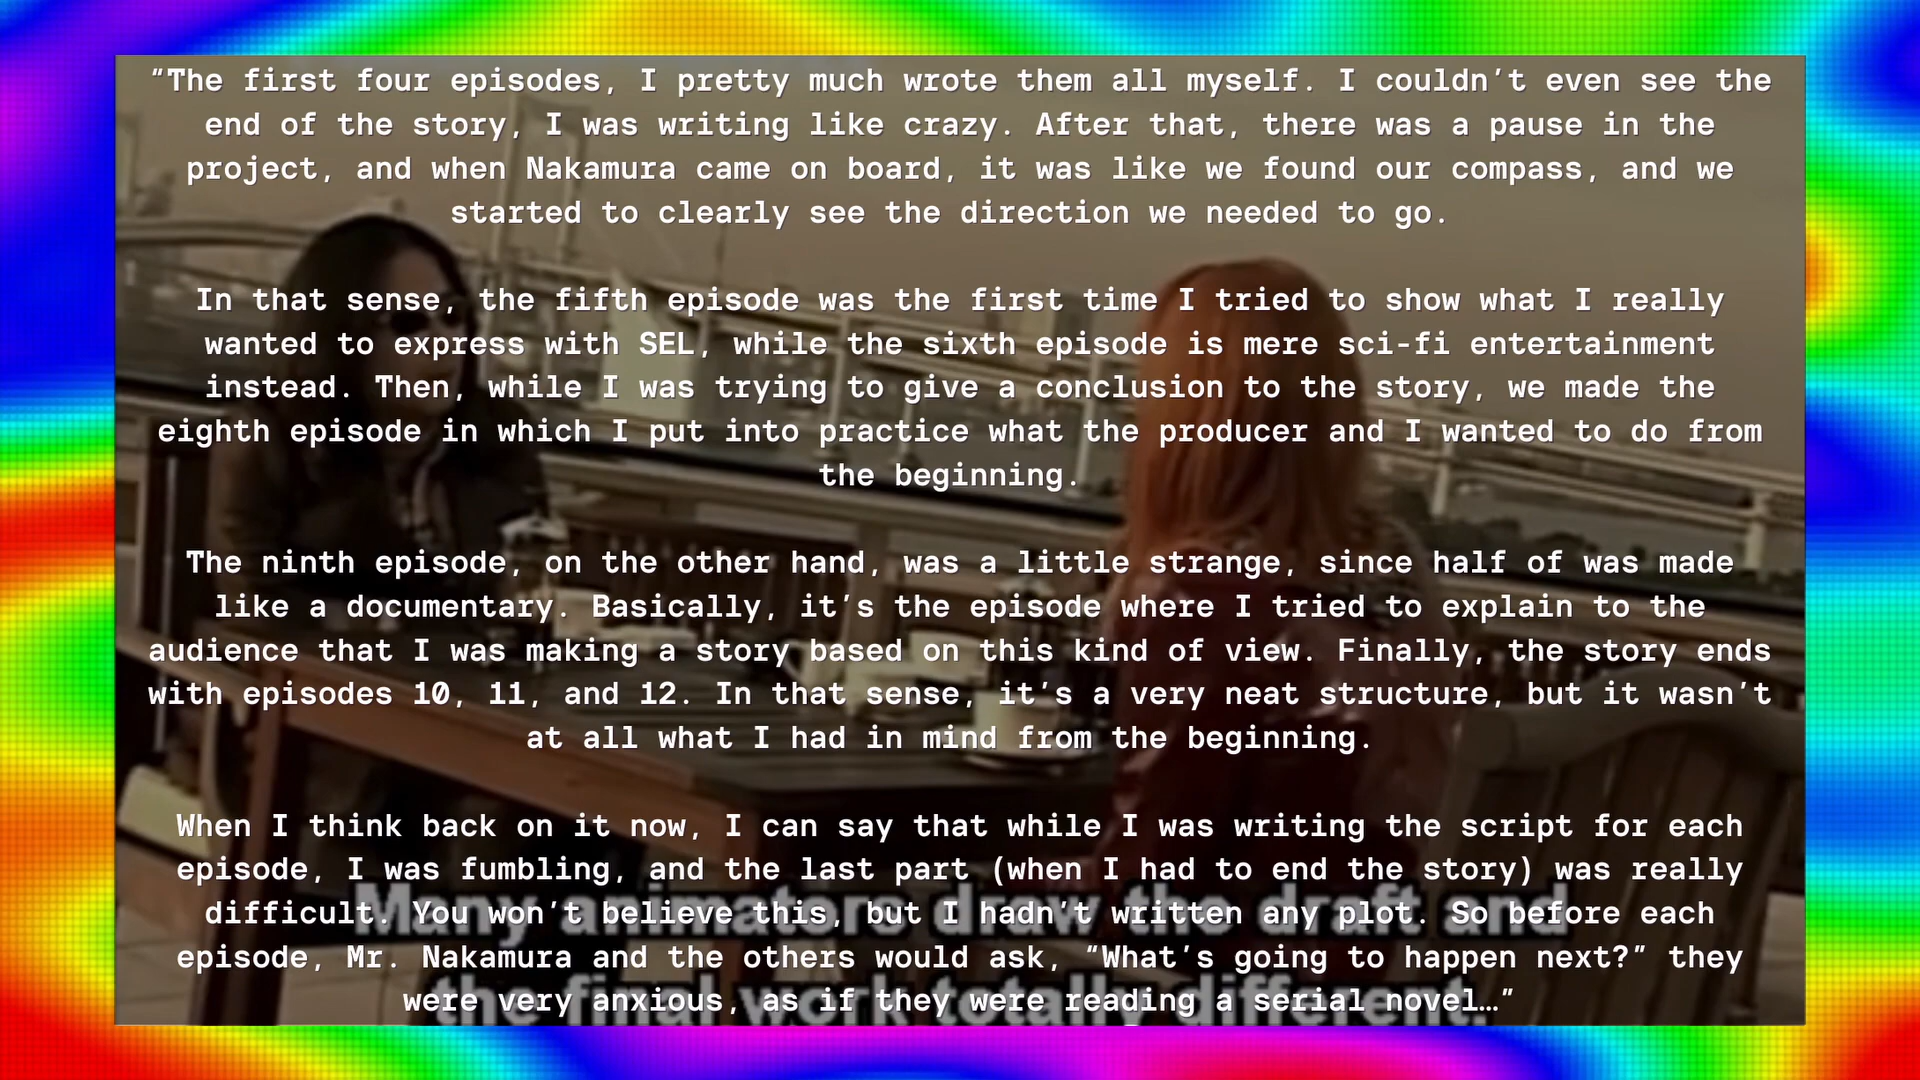 “The first four episodes, I pretty much wrote them all myself. I couldn’t even see the
end of the story, I was writing like crazy. After that, there was a pause in the
project, and when Nakamura came on board, it was like we found our compass, and we
started to clearly see the direction we needed to go.
In that sense, the fifth episode was the first time I tried to show what I really
wanted to express with SEL, while the sixth episode is mere sci-fi entertainment
instead. Then, while I was trying to give a conclusion to the story, we made the
eighth episode in which I put into practice what the producer and I wanted to do from
the beginning.
The ninth episode, on the other hand, was a little strange, since half of was made
like a documentary. Basically, it’s the episode where I tried to explain to the
audience that I was making a story based on this kind of view. Finally, the story ends
with episodes 10, 11, and 12. In that sense, it’s a very neat structure, but it wasn’t
at all what I had in mind from the beginning.
When I think back on it now, I can say that while I was writing the script for each
episode, I was fumbling, and the last part (when I had to end the story) was really
difficult. You won’t believe this, but I hadn’t written any plot. So before each
episode, Mr. Nakamura and the others would ask, “What’s going to happen next?” they
were very anxious, as if they were reading a serial novel…”
Many animators draw the draft and
the final work totally different.